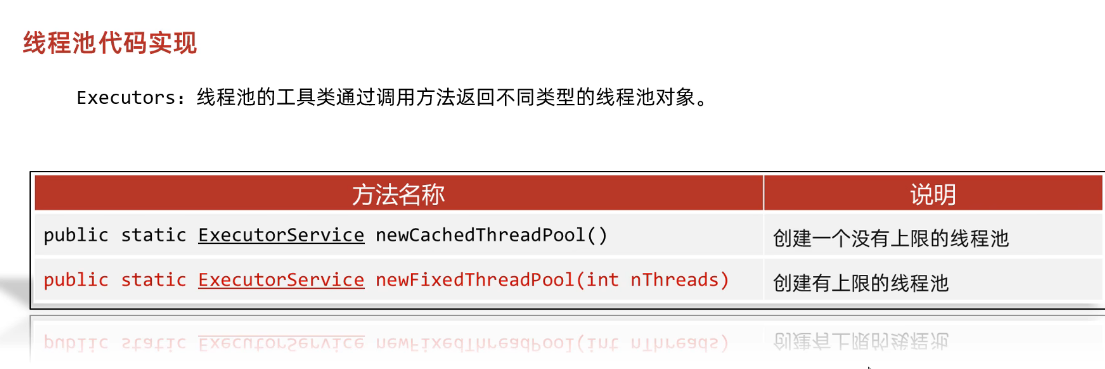 线程池代码实现
Executors：线程池的工具类通过调用方法返回不同类型的线程池对象。
方法名称 说明
public static ExecutorService newCachedThreadPool() 创建一个没有上限的线程池
public static ExecutorService newFixedThreadPool(int nThreads) 创建有上限的线程池